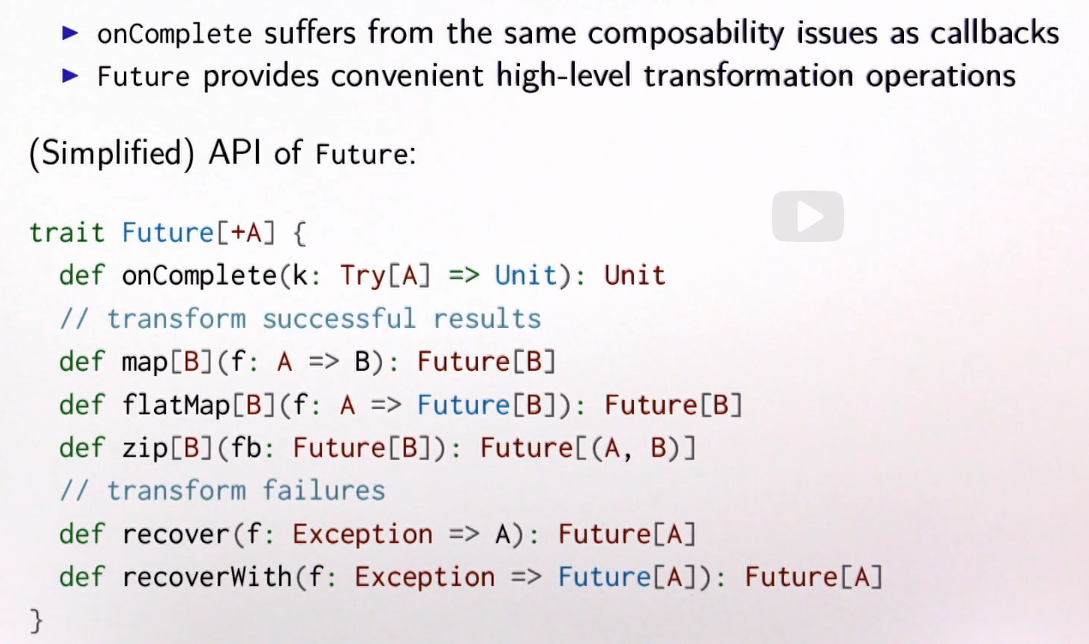 ▶ onComplete suffers from the same composability issues as callbacks
▶ Future provides convenient high-level transformation operations
(Simplified) API of Future:
trait Future[+A] {
  def onComplete(k: Try[A] => Unit): Unit
  // transform successful results
  def map[B](f: A => B): Future[B]
  def flatMap[B](f: A => Future[B]): Future[B]
  def zip[B](fb: Future[B]): Future[(A, B)]
  // transform failures
  def recover(f: Exception => A): Future[A]
  def recoverWith(f: Exception => Future[A]): Future[A]
}